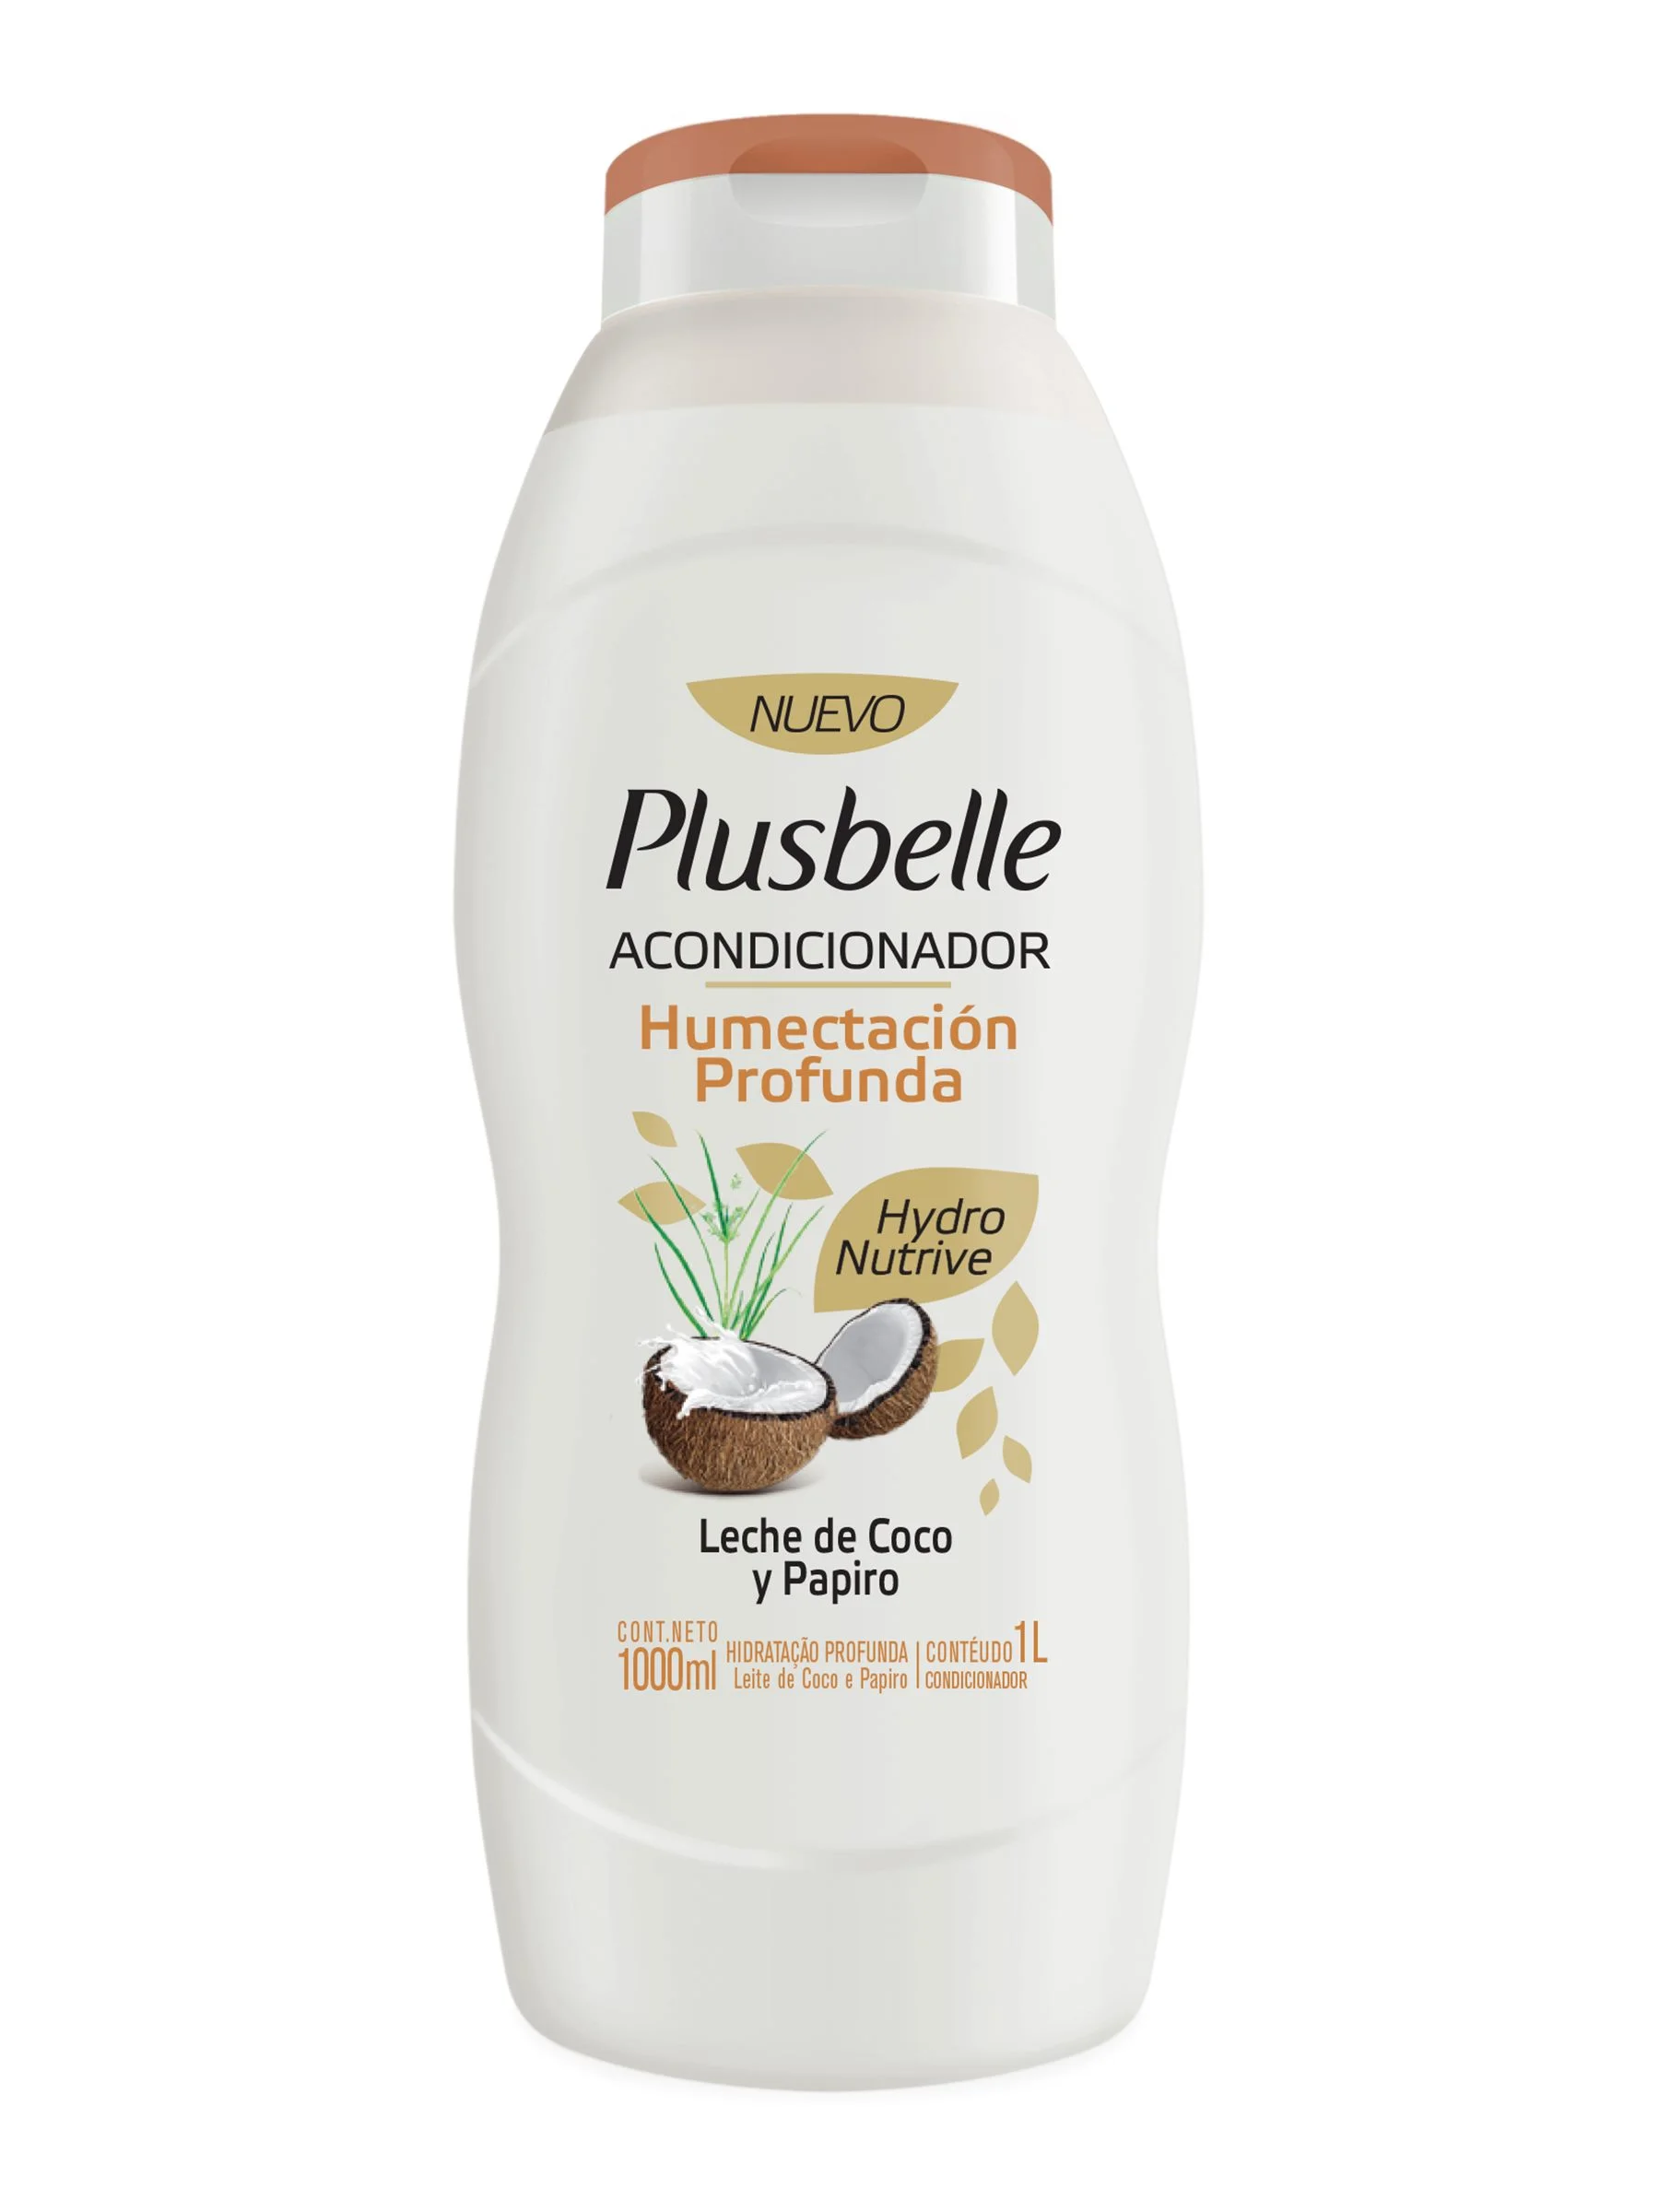 NUEVO
Plusbelle
ACONDICIONADOR
Humectación
Profunda
Hydro
Nutrive
Leche de Coco
y Papiro
CONT.NETO
1000ml
HIDRATAÇÃO PROFUNDA
Leite de Coco e Papiro
CONTÉUDO 1L
CONDICIONADOR